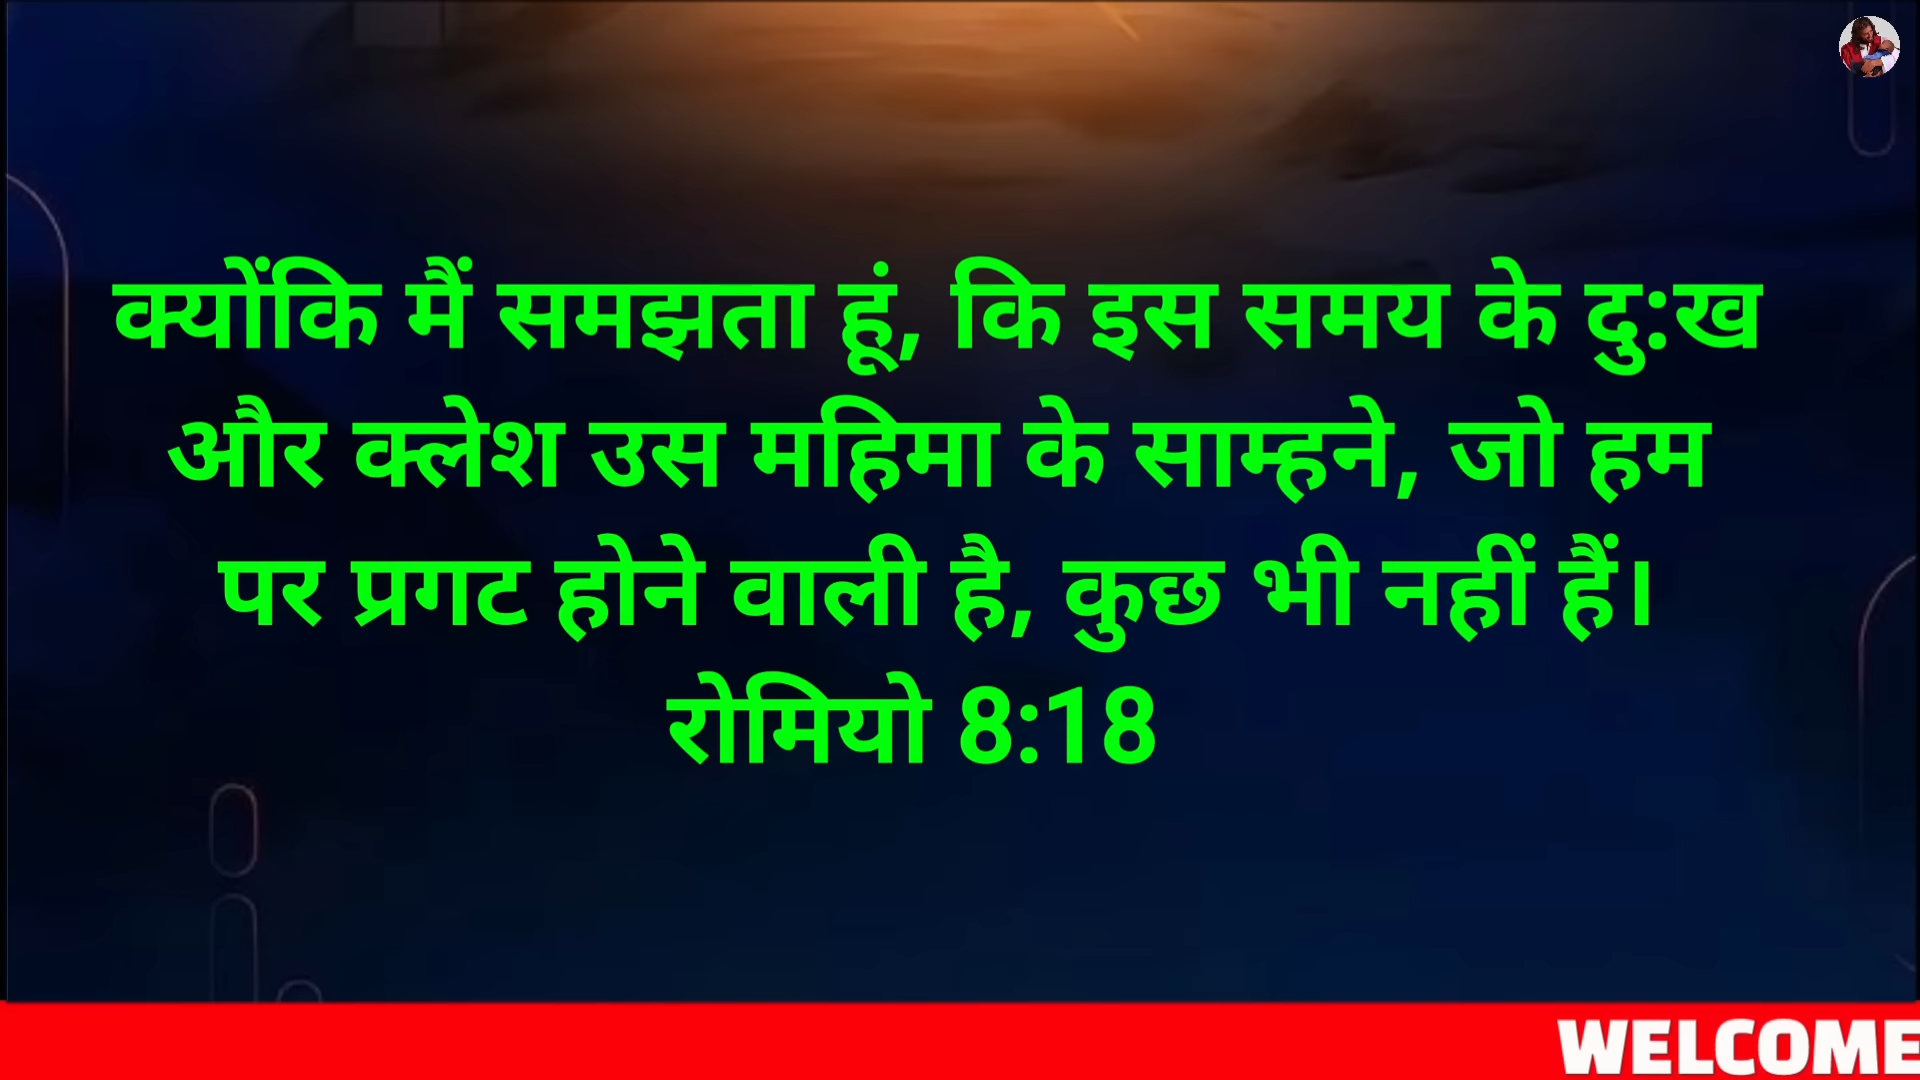 क्योंकि मैं समझता हूं, कि इस समय के दु:ख
और क्लेश उस महिमा के साम्हने, जो हम
पर प्रगट होने वाली है, कुछ भी नहीं हैं।
रोमियो 8:18
WELCOME